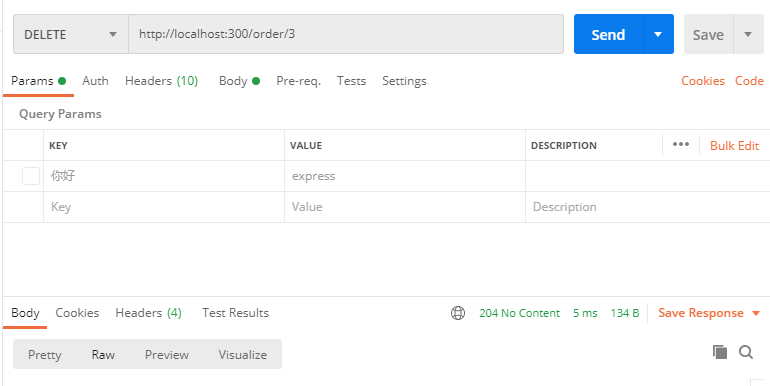 DELETE http://localhost:300/order/3 Send Save
Params Auth Headers (10) Body Pre-req. Tests Settings Cookies Code
Query Params
KEY VALUE DESCRIPTION ••• Bulk Edit
你好 express
Key Value Description
Body Cookies Headers (4) Test Results 204 No Content 5 ms 134 B Save Response
Pretty Raw Preview Visualize